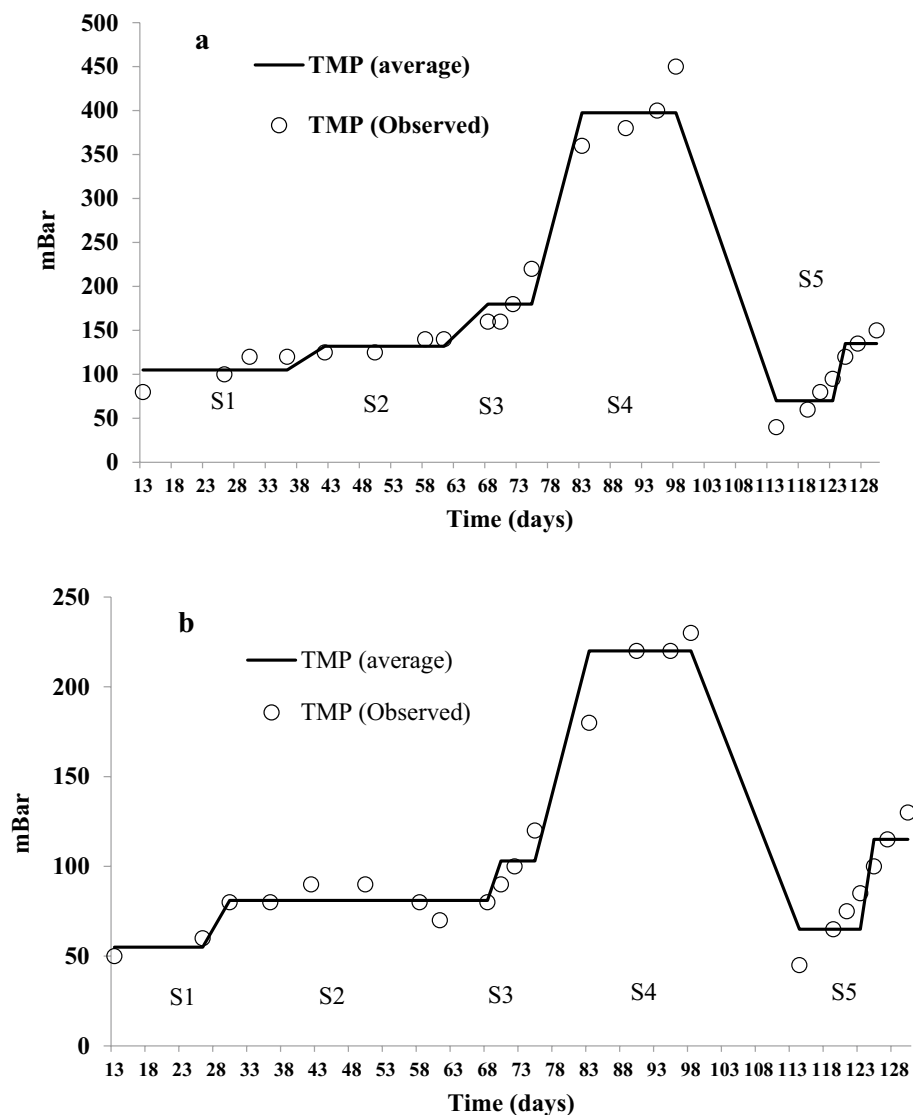 a
TMP (average)
TMP (Observed)
500
450
400
350
300
250
200
150
100
50
0
mBar
S1
S2
S3
S4
S5
13 18 23 28 33 38 43 48 53 58 63 68 73 78 83 88 93 98 103 108 113 118 123 128
Time (days)
b
TMP (average)
TMP (Observed)
250
200
150
100
50
0
mBar
S1
S2
S3
S4
S5
13 18 23 28 33 38 43 48 53 58 63 68 73 78 83 88 93 98 103 108 113 118 123 128
Time (days)